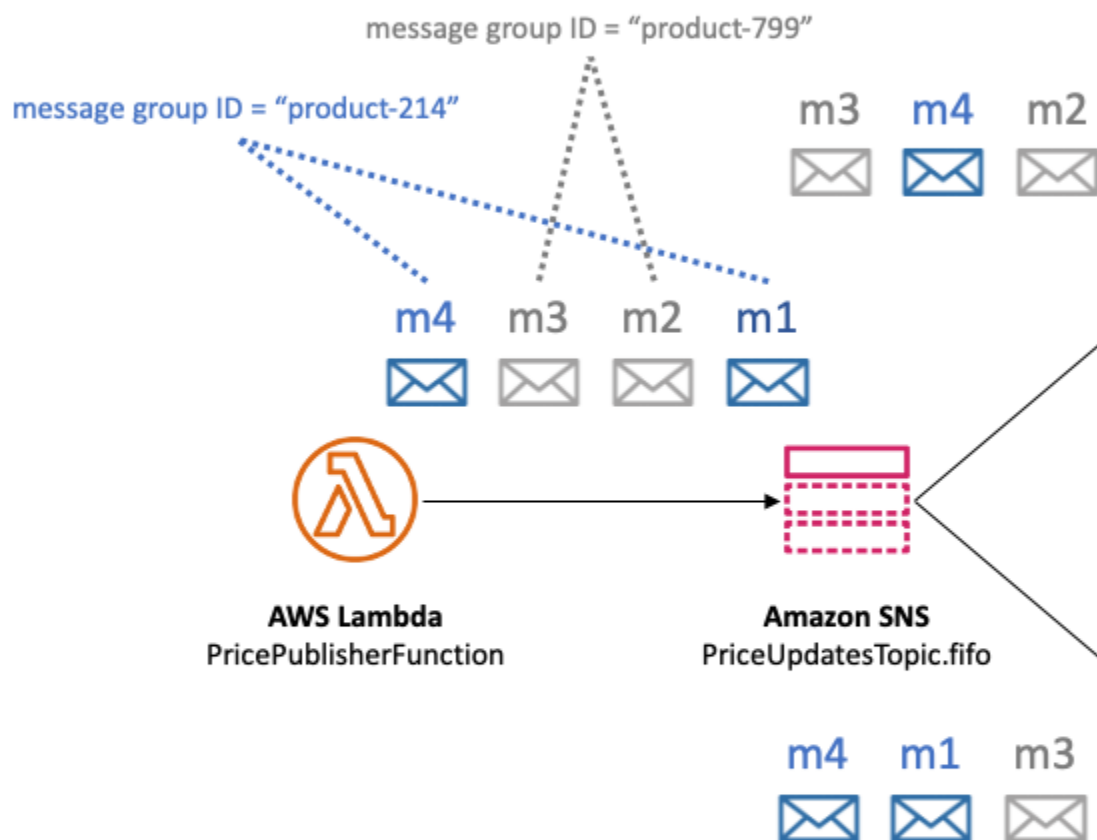 message group ID = “product-799”
message group ID = “product-214”
m3 m4 m2
m4 m3 m2 m1
AWS Lambda
PricePublisherFunction
Amazon SNS
PriceUpdatesTopic.fifo
m4 m1 m3